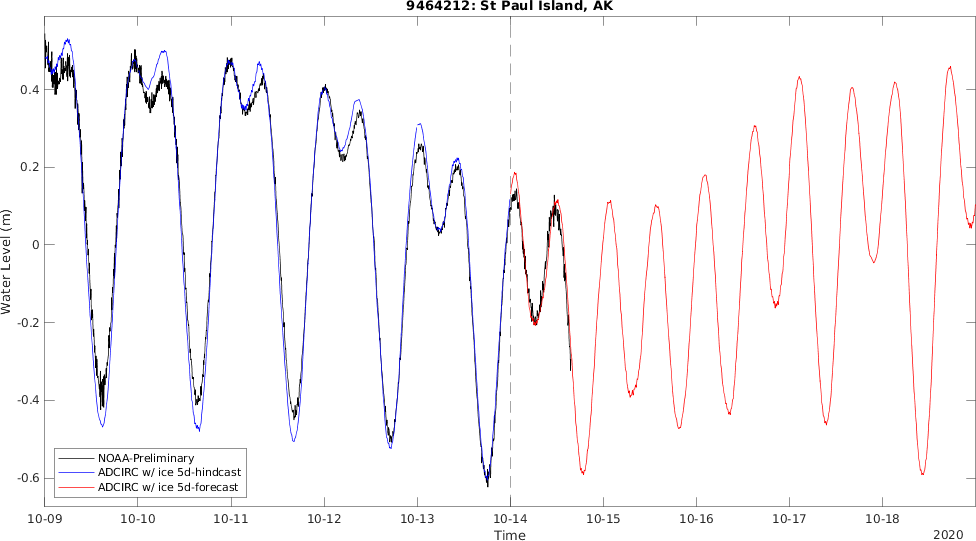 9464212: St Paul Island, AK
Water Level (m)
0.4
0.2
0
-0.2
-0.4
-0.6
NOAA-Preliminary
ADCIRC w/ ice 5d-hindcast
ADCIRC w/ ice 5d-forecast
10-09 10-10 10-11 10-12 10-13 10-14 10-15 10-16 10-17 10-18
Time
2020